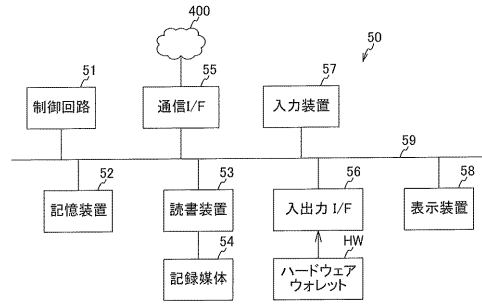 400
50
51
制御回路
55
通信I/F
57
入力装置
59
52
記憶装置
53
読書装置
56
入出力 I/F
58
表示装置
54
記録媒体
HW
ハードウェア
ウォレット